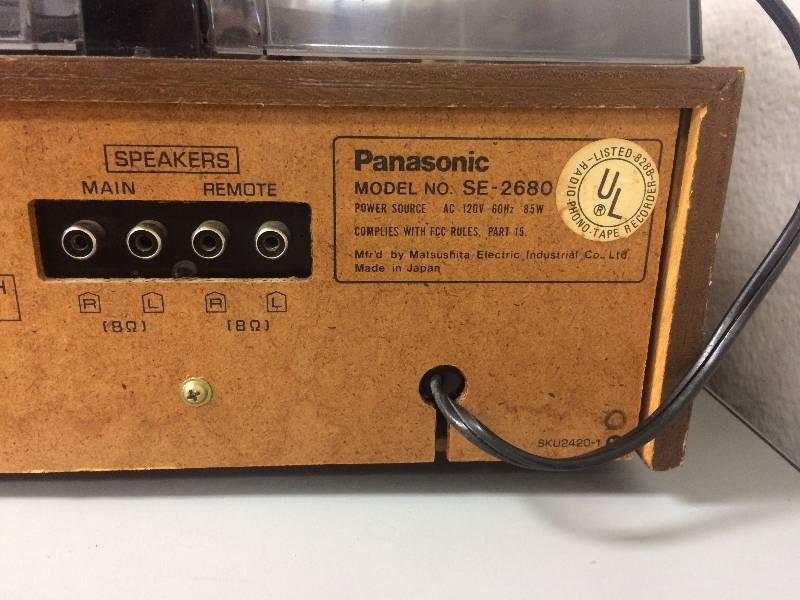 SPEAKERS
MAIN REMOTE
R L R L
(8Ω) (8Ω)
H
Panasonic
MODEL NO. SE-2680
POWER SOURCE AC 120V 60Hz 85W
COMPLIES WITH FCC RULES, PART 15.
Mfr'd by Matsushita Electric Industrial Co., Ltd.
Made in Japan
LISTED 828B
UL
®
RADIO-PHONO-TAPE RECORDER
SKU2420-1